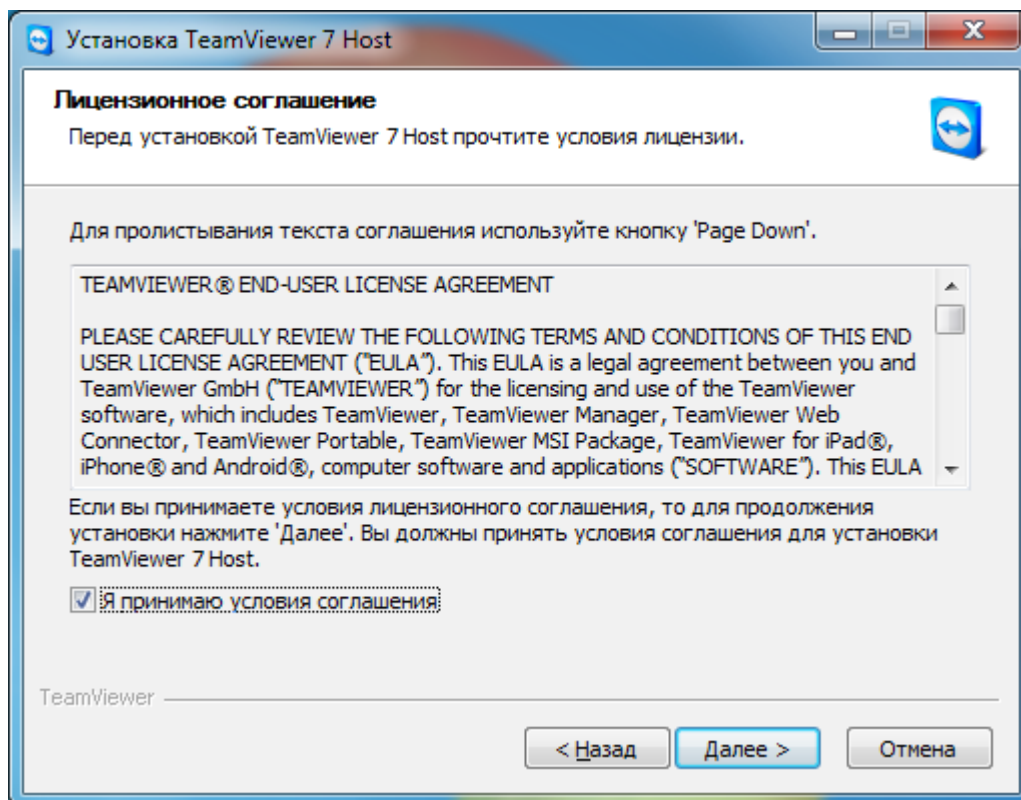 Установка TeamViewer 7 Host
Лицензионное соглашение
Перед установкой TeamViewer 7 Host прочтите условия лицензии.
Для пролистывания текста соглашения используйте кнопку 'Page Down'.
TEAMVIEWER® END-USER LICENSE AGREEMENT
PLEASE CAREFULLY REVIEW THE FOLLOWING TERMS AND CONDITIONS OF THIS END
USER LICENSE AGREEMENT ("EULA"). This EULA is a legal agreement between you and
TeamViewer GmbH ("TEAMVIEWER") for the licensing and use of the TeamViewer
software, which includes TeamViewer, TeamViewer Manager, TeamViewer Web
Connector, TeamViewer Portable, TeamViewer MSI Package, TeamViewer for iPad®,
iPhone® and Android®, computer software and applications ("SOFTWARE"). This EULA
Если вы принимаете условия лицензионного соглашения, то для продолжения
установки нажмите 'Далее'. Вы должны принять условия соглашения для установки
TeamViewer 7 Host.
Я принимаю условия соглашения
TeamViewer
< Назад Далее > Отмена